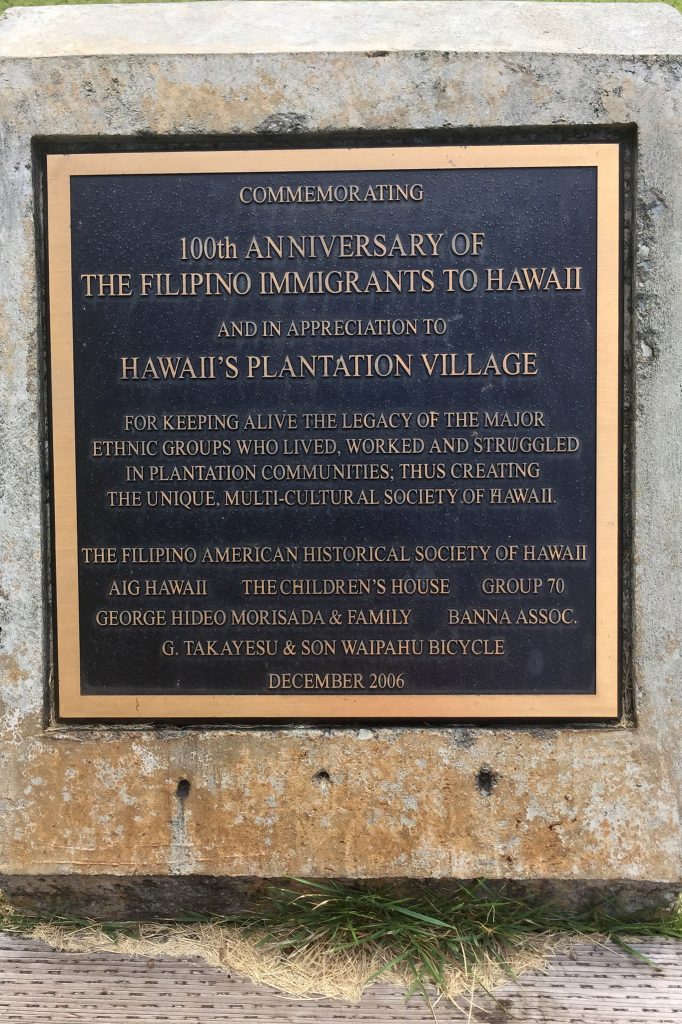 COMMEMORATING
100th ANNIVERSARY OF
THE FILIPINO IMMIGRANTS TO HAWAII
AND IN APPRECIATION TO
HAWAII'S PLANTATION VILLAGE
FOR KEEPING ALIVE THE LEGACY OF THE MAJOR
ETHNIC GROUPS WHO LIVED, WORKED AND STRUGGLED
IN PLANTATION COMMUNITIES; THUS CREATING
THE UNIQUE, MULTI-CULTURAL SOCIETY OF HAWAII.
THE FILIPINO AMERICAN HISTORICAL SOCIETY OF HAWAII
AIG HAWAII THE CHILDREN'S HOUSE GROUP 70
GEORGE HIDEO MORISADA & FAMILY BANNA ASSOC.
G. TAKAYESU & SON WAIPAHU BICYCLE
DECEMBER 2006